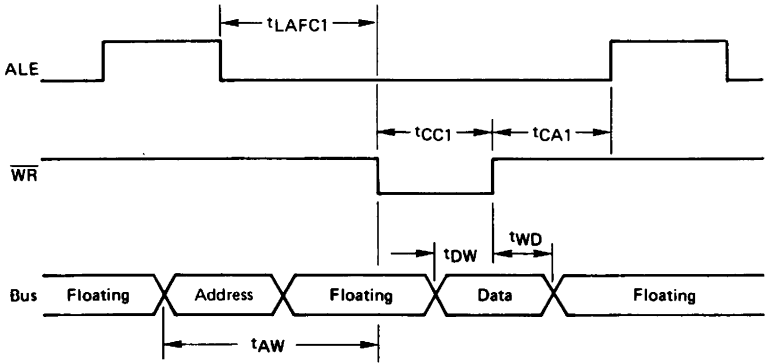 tLAFC1
ALE
tCC1
tCA1
WR
tDW
tWD
Bus Floating Address Floating Data Floating
tAW